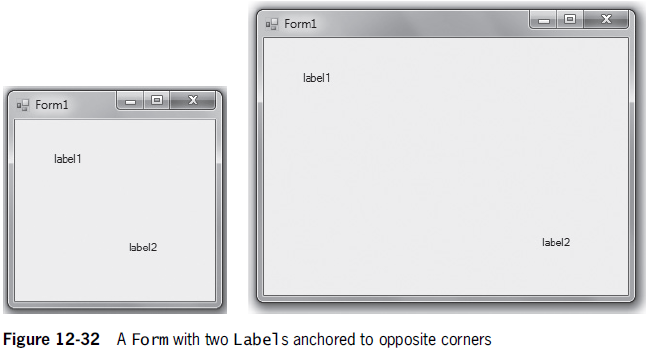 Form1
label1
label2
Form1
label1
label2
Figure 12-32 A Form with two Labels anchored to opposite corners